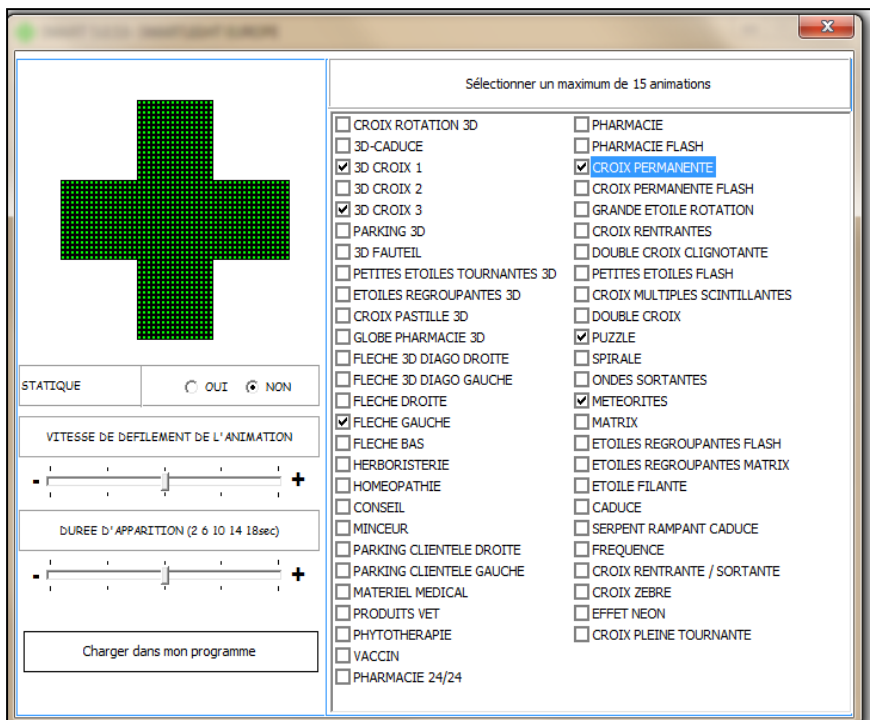 Sélectionner un maximum de 15 animations
CROIX ROTATION 3D
3D-CADUCE
3D CROIX 1
3D CROIX 2
3D CROIX 3
PARKING 3D
3D FAUTEIL
PETITES ETOILES TOURNANTES 3D
ETOILES REGROUPANTES 3D
CROIX PASTILLE 3D
GLOBE PHARMACIE 3D
FLECHE 3D DIAGO DROITE
FLECHE 3D DIAGO GAUCHE
FLECHE DROITE
FLECHE GAUCHE
FLECHE BAS
HERBORISTERIE
HOMEOPATHIE
CONSEIL
MINCEUR
PARKING CLIENTELE DROITE
PARKING CLIENTELE GAUCHE
MATERIEL MEDICAL
PRODUITS VET
PHYTOTHERAPIE
VACCIN
PHARMACIE 24/24
PHARMACIE
PHARMACIE FLASH
CROIX PERMANENTE
CROIX PERMANENTE FLASH
GRANDE ETOILE ROTATION
CROIX RENTRANTES
DOUBLE CROIX CLIGNOTANTE
PETITES ETOILES FLASH
CROIX MULTIPLES SCINTILLANTES
DOUBLE CROIX
PUZZLE
SPIRALE
ONDES SORTANTES
METEORITES
MATRIX
ETOILES REGROUPANTES FLASH
ETOILES REGROUPANTES MATRIX
ETOILE FILANTE
CADUCE
SERPENT RAMPANT CADUCE
FREQUENCE
CROIX RENTRANTE / SORTANTE
CROIX ZEBRE
EFFET NEON
CROIX PLEINE TOURNANTE
STATIQUE OUI NON
VITESSE DE DEFILEMENT DE L'ANIMATION
- +
DUREE D'APPARITION (2 6 10 14 18sec)
- +
Charger dans mon programme